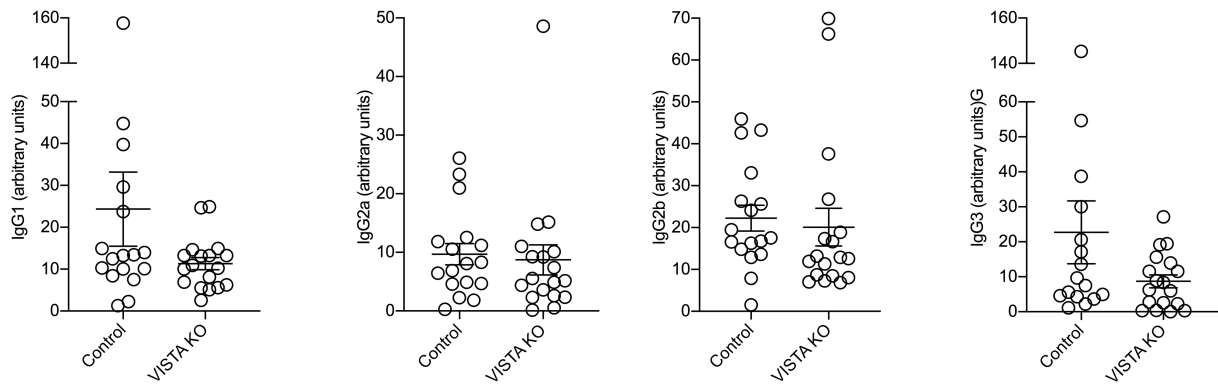 IgG1 (arbitrary units)
160
140
50
40
30
20
10
0
Control
VISTA KO
IgG2a (arbitrary units)
50
40
30
20
10
0
Control
VISTA KO
IgG2b (arbitrary units)
70
60
50
40
30
20
10
0
Control
VISTA KO
IgG3 (arbitrary units)G
160
140
60
50
40
30
20
10
0
Control
VISTA KO